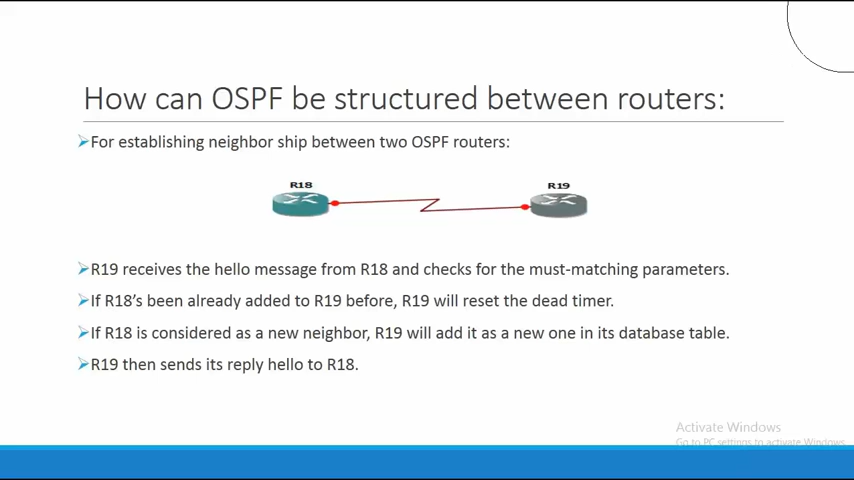 How can OSPF be structured between routers:
For establishing neighbor ship between two OSPF routers:
R18 R19
R19 receives the hello message from R18 and checks for the must-matching parameters.
If R18's been already added to R19 before, R19 will reset the dead timer.
If R18 is considered as a new neighbor, R19 will add it as a new one in its database table.
R19 then sends its reply hello to R18.
Activate Windows
Go to PC settings to activate Windows.